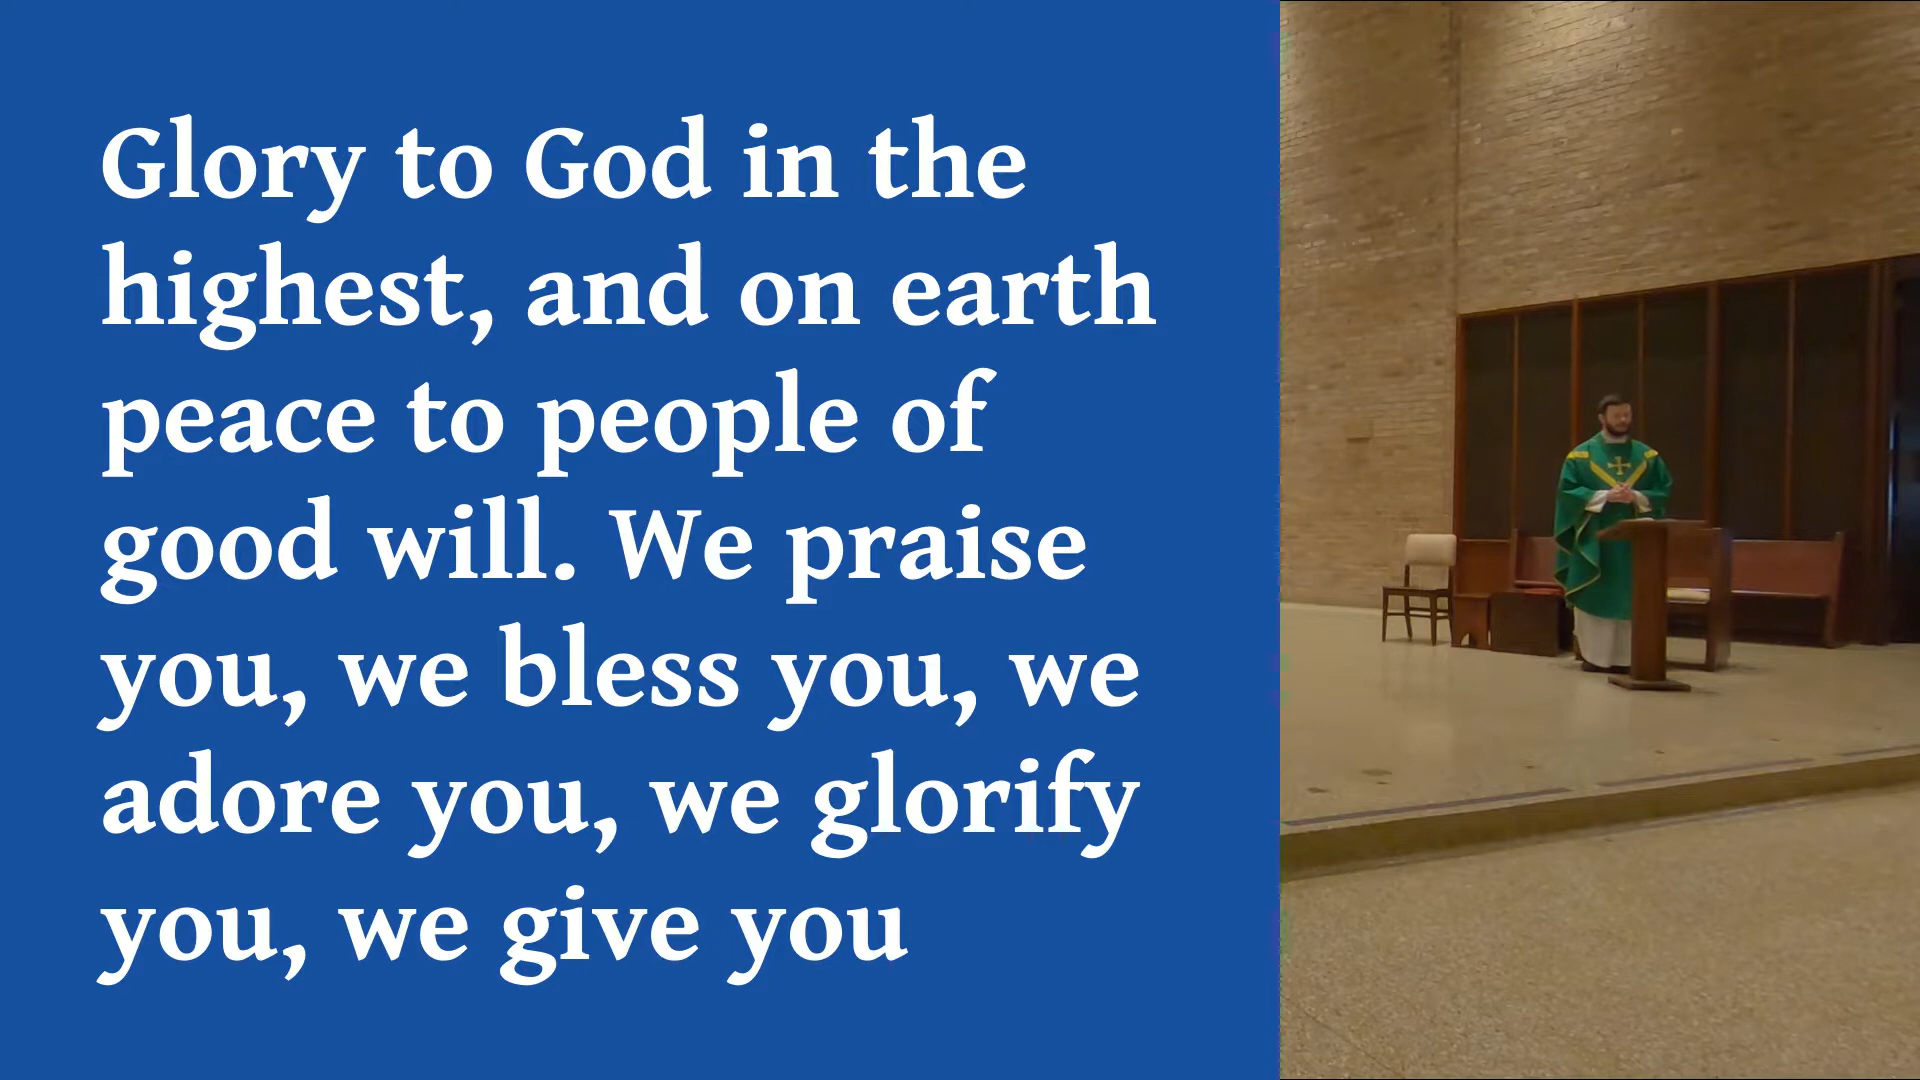 Glory to God in the
highest, and on earth
peace to people of
good will. We praise
you, we bless you, we
adore you, we glorify
you, we give you